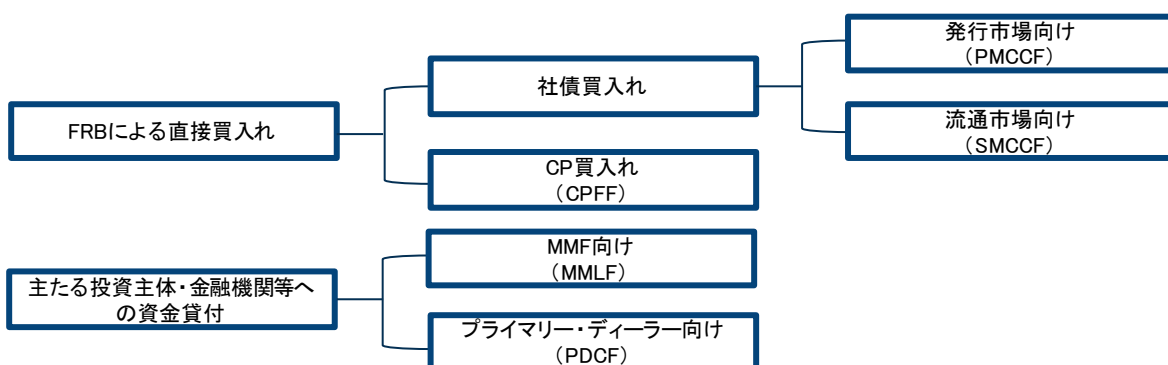 発行市場向け
(PMCCF)
社債買入れ
FRBによる直接買入れ
流通市場向け
(SMCCF)
CP買入れ
(CPFF)
MMF向け
(MMLF)
主たる投資主体・金融機関等へ
の資金貸付
プライマリー・ディーラー向け
(PDCF)